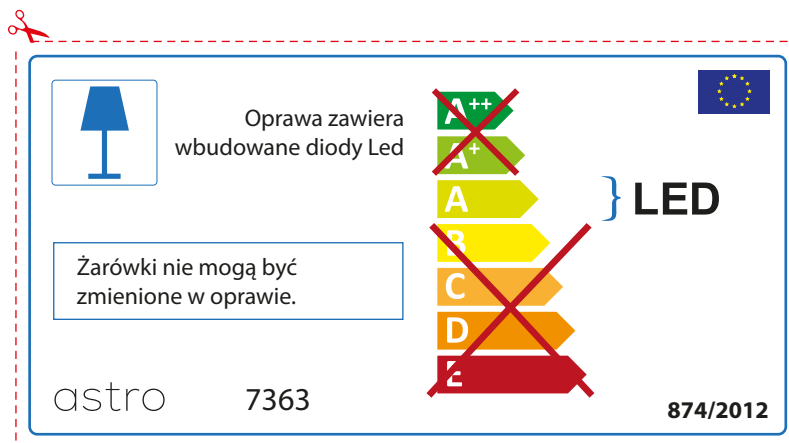 Oprawa zawiera
wbudowane diody Led
A++
A+
A
B
C
D
E
LED
Żarówki nie mogą być
zmienione w oprawie.
astro
7363
874/2012